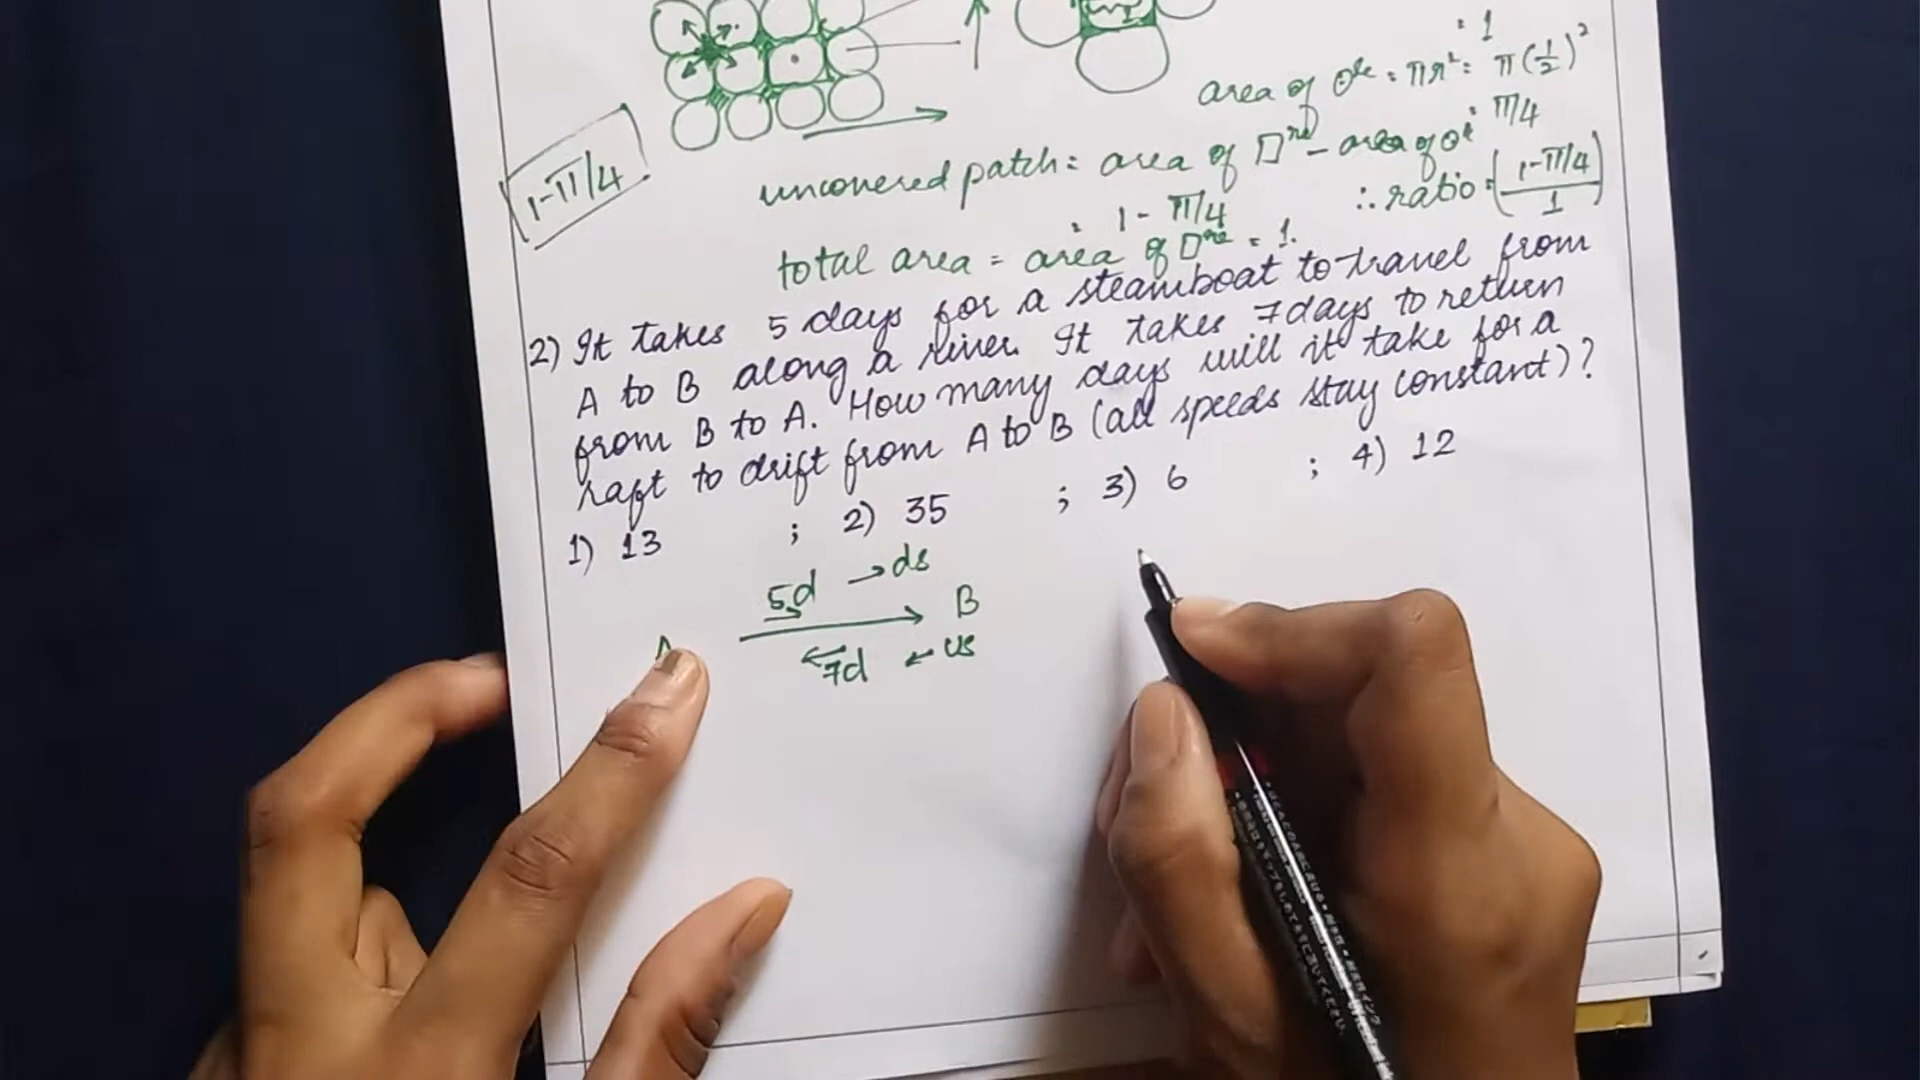 : 1
area of ⊙le = πr² = π(1/2)²
= π/4
1-π/4
uncovered patch = area of □re - area of ⊙le
= 1 - π/4
∴ ratio = (1-π/4 / 1)
total area = area of □re = 1.
2) It takes 5 days for a steamboat to travel from
A to B along a river. It takes 7 days to return
from B to A. How many days will it take for a
raft to drift from A to B (all speeds stay constant)?
1) 13 ; 2) 35 ; 3) 6 ; 4) 12
5d → ds
A B
7d ← us